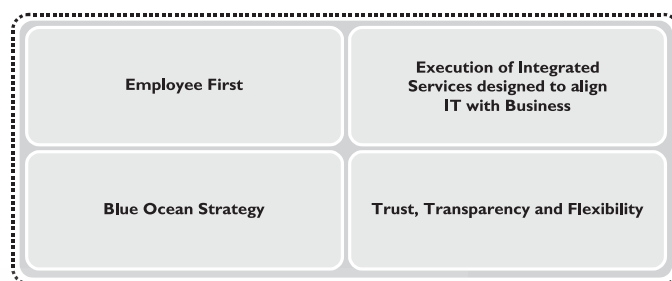 Employee First
Execution of Integrated
Services designed to align
IT with Business
Blue Ocean Strategy
Trust, Transparency and Flexibility